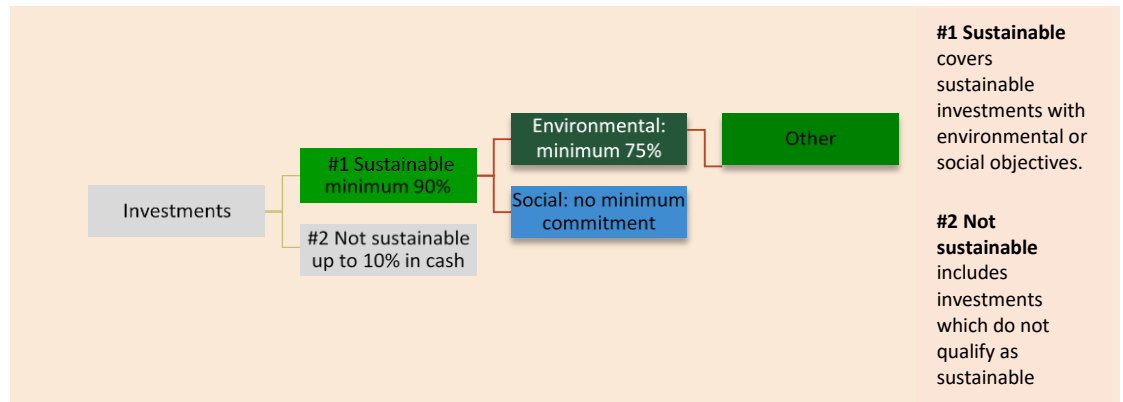 Investments
#1 Sustainable
minimum 90%
#2 Not sustainable
up to 10% in cash
Environmental:
minimum 75%
Social: no minimum
commitment
Other
#1 Sustainable
covers
sustainable
investments with
environmental or
social objectives.
#2 Not
sustainable
includes
investments
which do not
qualify as
sustainable